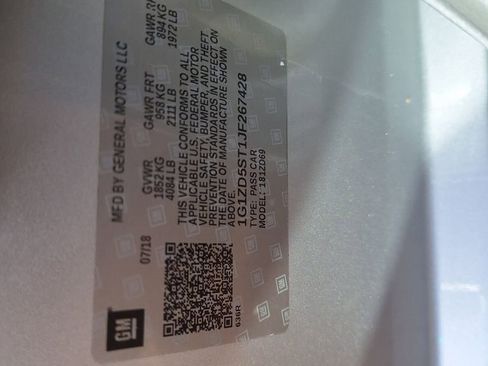 MFD BY GENERAL MOTORS LLC
07/18
GVWR GAWR FRT GAWR RR
1852 KG 958 KG 894 KG
4084 LB 2111 LB 1972 LB
THIS VEHICLE CONFORMS TO ALL
APPLICABLE U.S. FEDERAL MOTOR
VEHICLE SAFETY, BUMPER, AND THEFT
PREVENTION STANDARDS IN EFFECT ON
THE DATE OF MANUFACTURE SHOWN
ABOVE.
1G1ZD5ST1JF267428
TYPE: PASS CAR
MODEL: 181ZD69
GM
636R